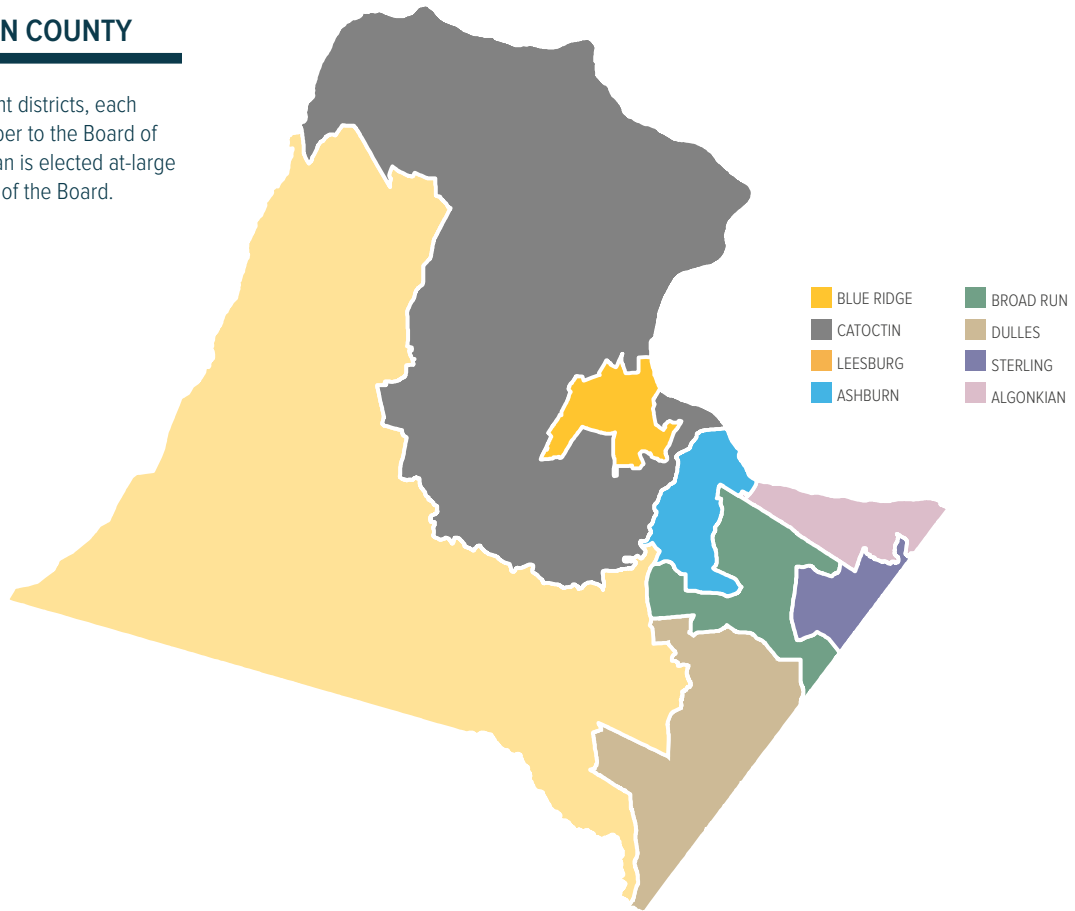 N COUNTY
nt districts, each
ber to the Board of
an is elected at-large
of the Board.
BLUE RIDGE
CATOCTIN
LEESBURG
ASHBURN
BROAD RUN
DULLES
STERLING
ALGONKIAN